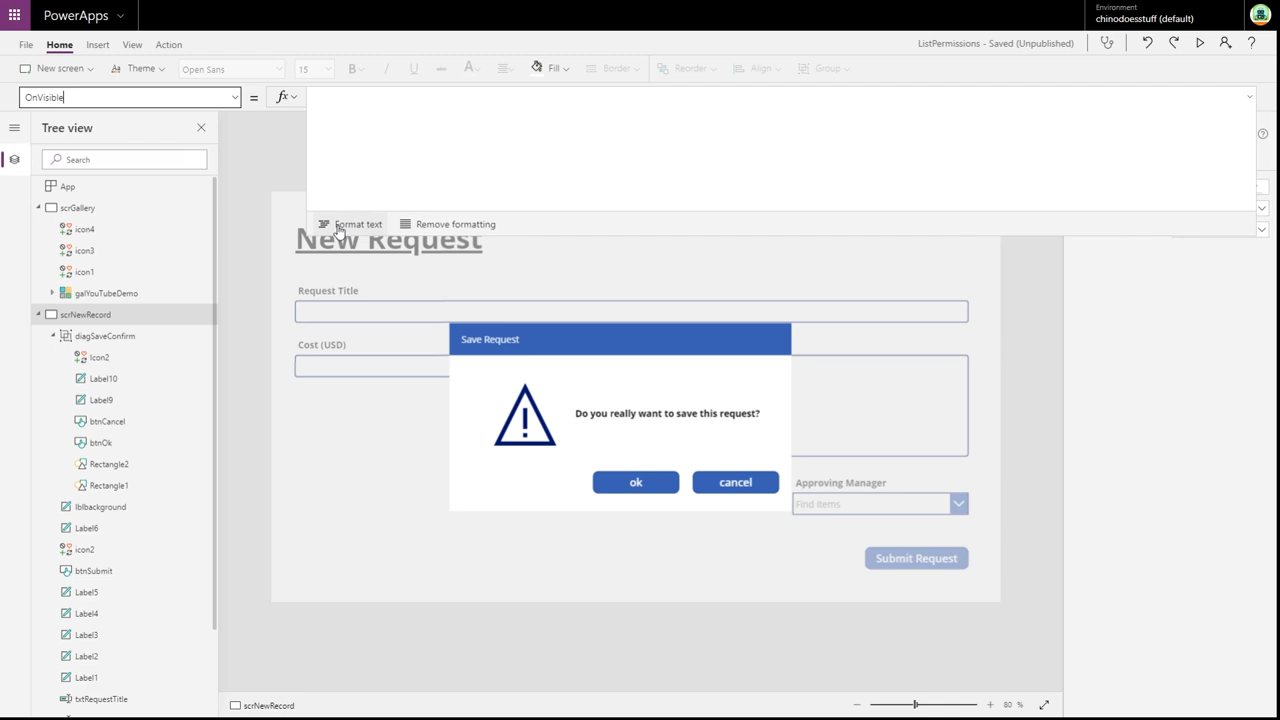 PowerApps
Environment
chinodoesstuff (default)
File Home Insert View Action
ListPermissions - Saved (Unpublished)
New screen Theme Open Sans 15 B / U abc A Fill Border Reorder Align Group
OnVisible = fx
Tree view
Search
App
scrGallery
icon4
icon3
icon1
galYouTubeDemo
scrNewRecord
diagSaveConfirm
Icon2
Label10
Label9
btnCancel
btnOk
Rectangle2
Rectangle1
lblbackground
Label6
icon2
btnSubmit
Label5
Label4
Label3
Label2
Label1
txtRequestTitle
Format text Remove formatting
New Request
Request Title
Cost (USD)
Save Request
Do you really want to save this request?
ok cancel
Approving Manager
Find items
Submit Request
scrNewRecord
80 %